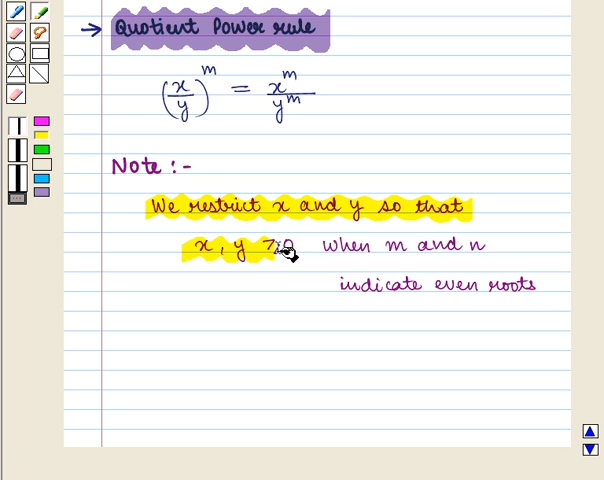 → Quotient Power rule
(x/y)^m = x^m/y^m
Note :-
We restrict x and y so that
x, y ⩾ 0 when m and n
indicate even roots